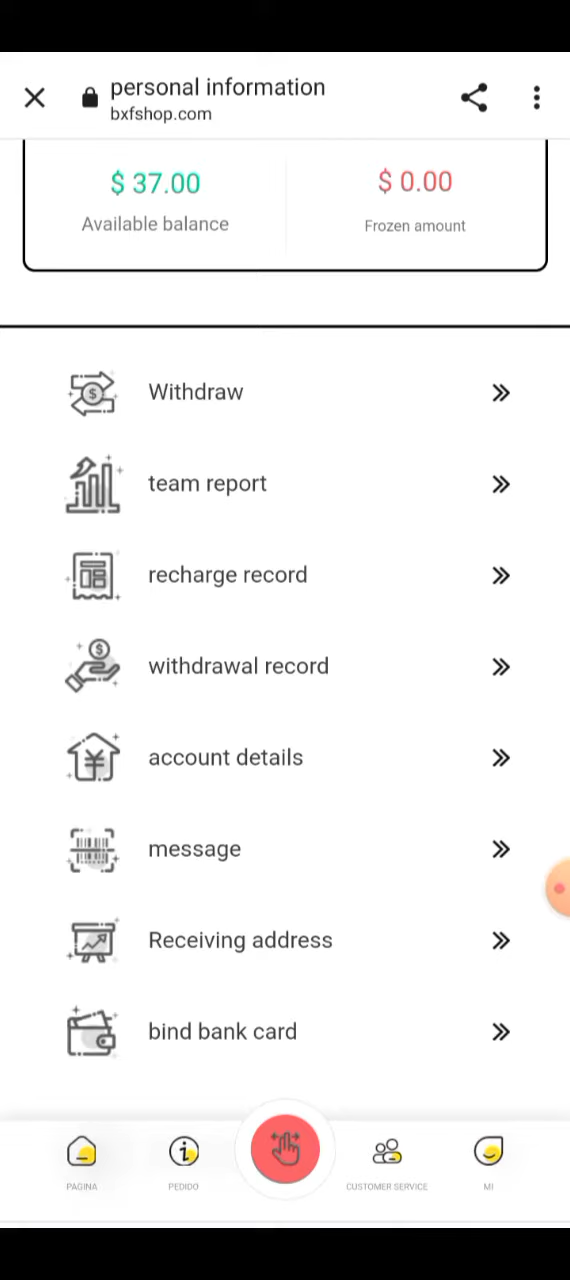 personal information
bxfshop.com
$ 37.00
$ 0.00
Available balance
Frozen amount
Withdraw
team report
recharge record
withdrawal record
account details
message
Receiving address
bind bank card
PAGINA
PEDIDO
CUSTOMER SERVICE
MI